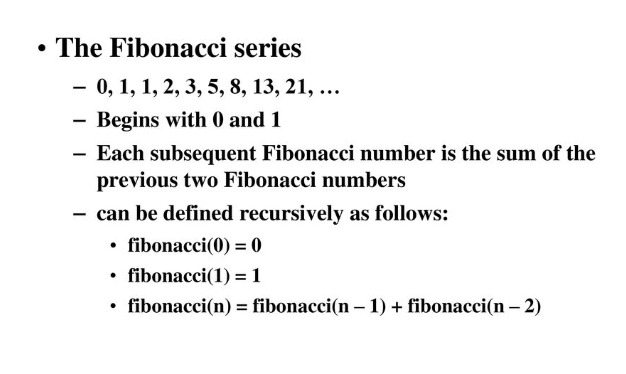 • The Fibonacci series
– 0, 1, 1, 2, 3, 5, 8, 13, 21, …
– Begins with 0 and 1
– Each subsequent Fibonacci number is the sum of the
previous two Fibonacci numbers
– can be defined recursively as follows:
• fibonacci(0) = 0
• fibonacci(1) = 1
• fibonacci(n) = fibonacci(n – 1) + fibonacci(n – 2)